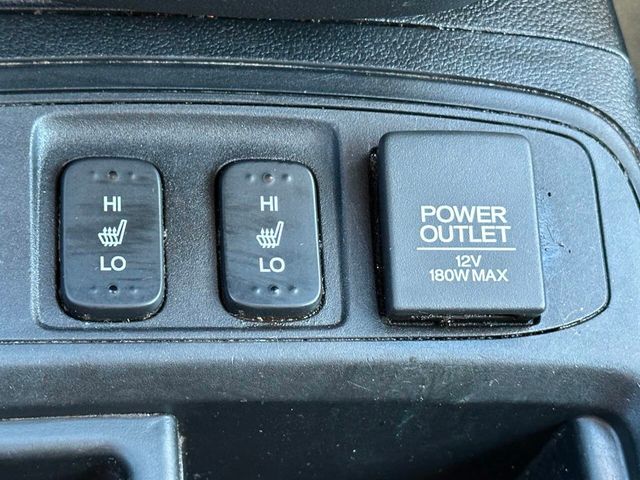 HI
LO
HI
LO
POWER
OUTLET
12V
180W MAX